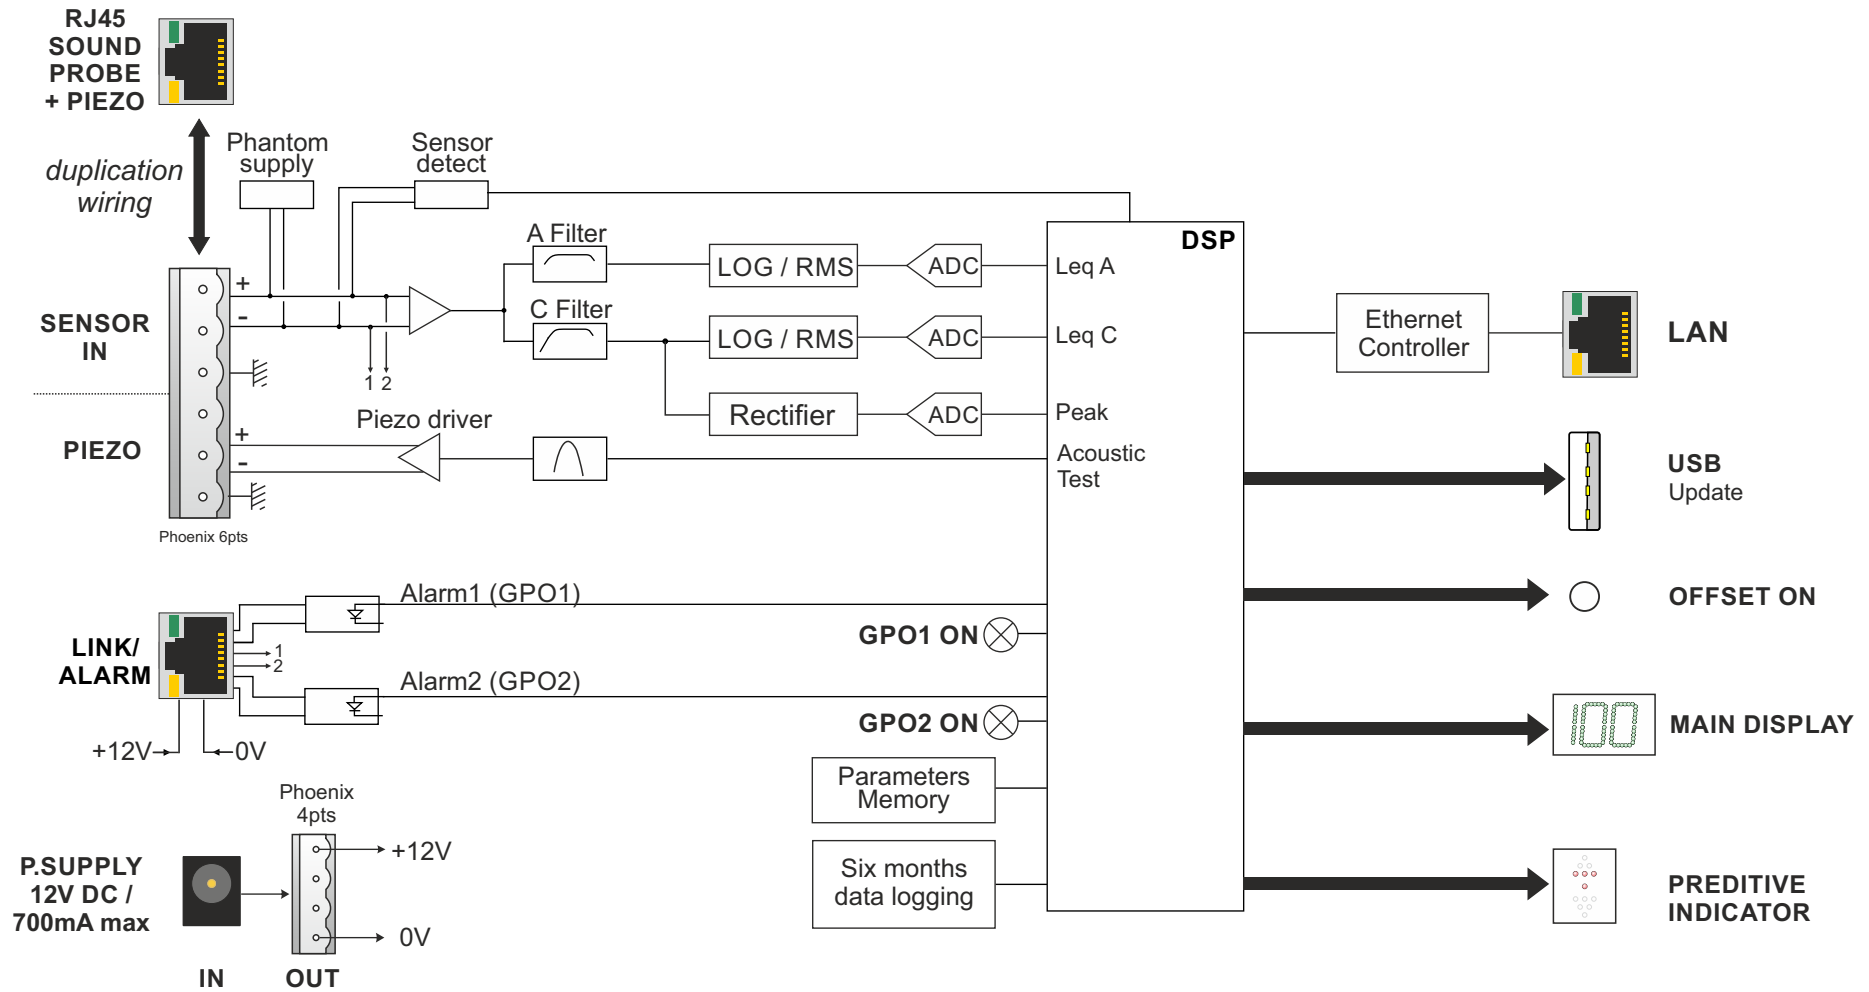 RJ45
SOUND
PROBE
+ PIEZO
duplication
wiring
Phantom
supply
Sensor
detect
SENSOR
IN
+
-
1 2
PIEZO
+
-
Phoenix 6pts
Piezo driver
A Filter
C Filter
LOG / RMS
ADC
LOG / RMS
ADC
Rectifier
ADC
DSP
Leq A
Leq C
Peak
Acoustic
Test
Ethernet
Controller
LAN
USB
Update
OFFSET ON
100
MAIN DISPLAY
PREDITIVE
INDICATOR
LINK/
ALARM
1
2
+12V
0V
Alarm1 (GPO1)
GPO1 ON
Alarm2 (GPO2)
GPO2 ON
Parameters
Memory
Six months
data logging
P.SUPPLY
12V DC /
700mA max
IN
Phoenix
4pts
+12V
0V
OUT